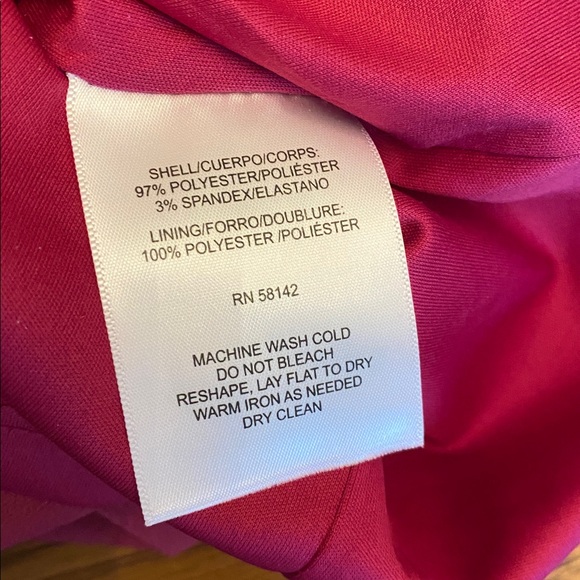 SHELL/CUERPO/CORPS:
97% POLYESTER/POLIÉSTER
3% SPANDEX/ELASTANO
LINING/FORRO/DOUBLURE:
100% POLYESTER /POLIÉSTER
RN 58142
MACHINE WASH COLD
DO NOT BLEACH
RESHAPE, LAY FLAT TO DRY
WARM IRON AS NEEDED
DRY CLEAN